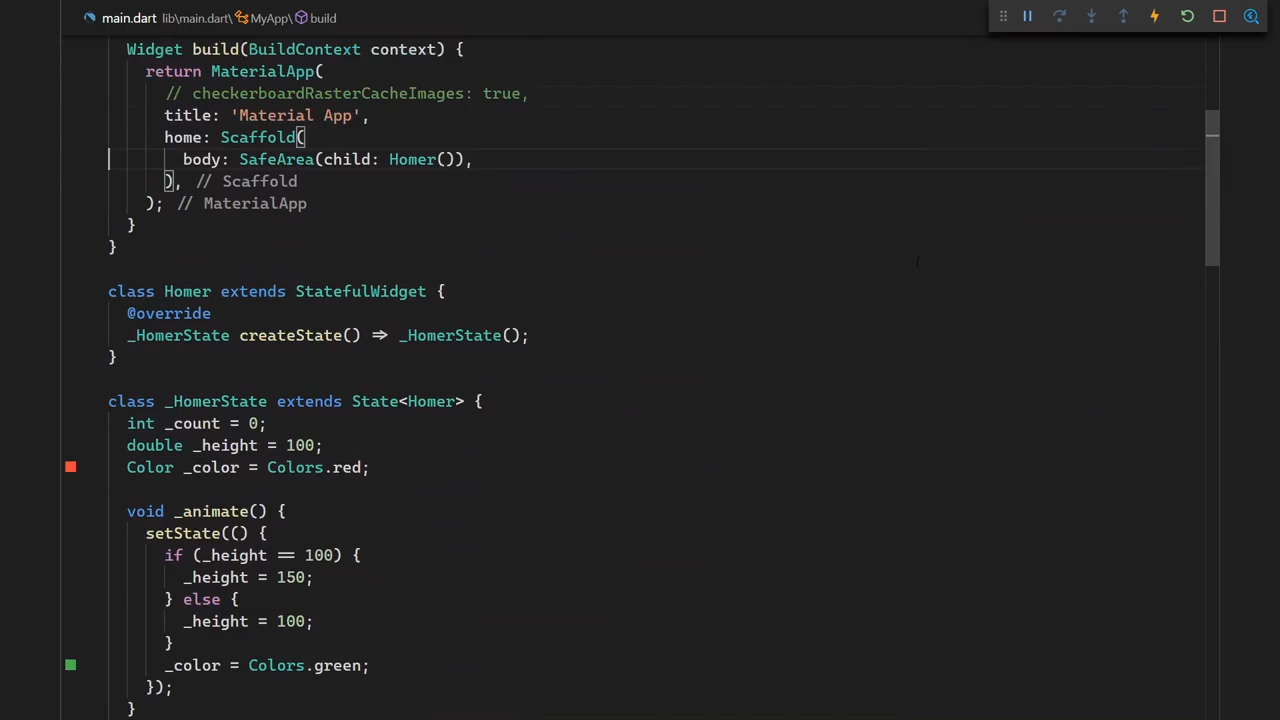 main.dart lib\main.dart\ MyApp\ build
Widget build(BuildContext context) {
return MaterialApp(
// checkerboardRasterCacheImages: true,
title: 'Material App',
home: Scaffold(
body: SafeArea(child: Homer()),
), // Scaffold
); // MaterialApp
}
}
class Homer extends StatefulWidget {
@override
_HomerState createState() => _HomerState();
}
class _HomerState extends State<Homer> {
int _count = 0;
double _height = 100;
Color _color = Colors.red;
void _animate() {
setState(() {
if (_height == 100) {
_height = 150;
} else {
_height = 100;
}
_color = Colors.green;
});
}